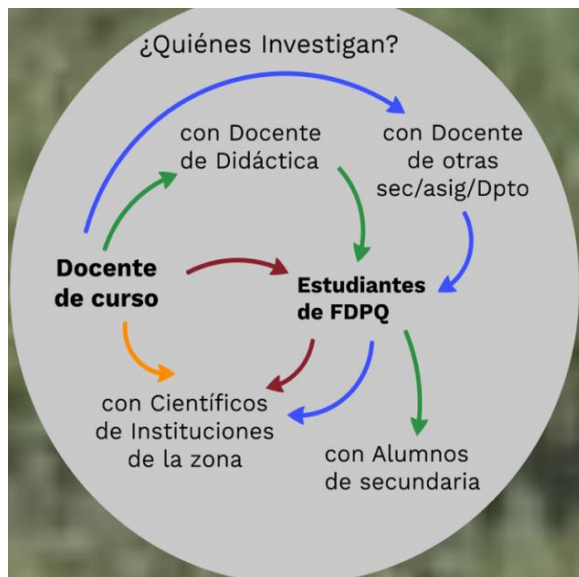 ¿Quiénes Investigan?
con Docente
de Didáctica
con Docente
de otras
sec/asig/Dpto
Docente
de curso
Estudiantes
de FDPQ
con Científicos
de Instituciones
de la zona
con Alumnos
de secundaria